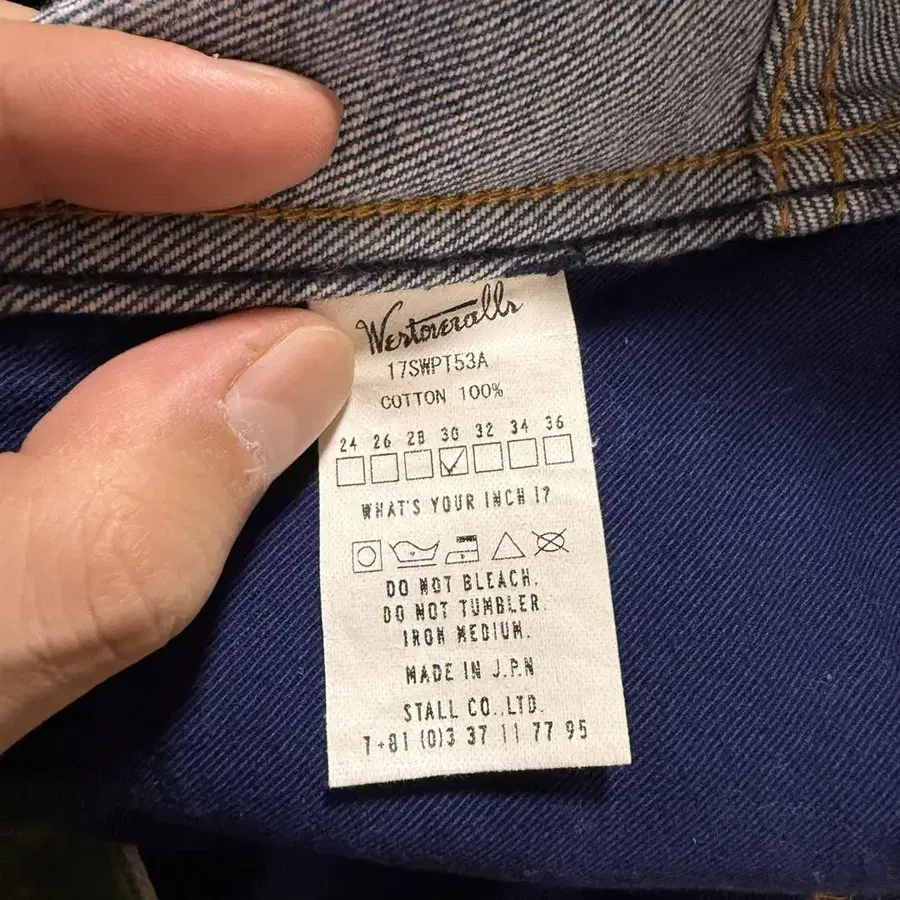 Westoveralls
17SWPT53A
COTTON 100%
24 26 28 30 32 34 36
WHAT'S YOUR INCH !?
DO NOT BLEACH.
DO NOT TUMBLER.
IRON MEDIUM.
MADE IN J.P.N
STALL CO.,LTD.
T+81 (0)3 37 11 77 95